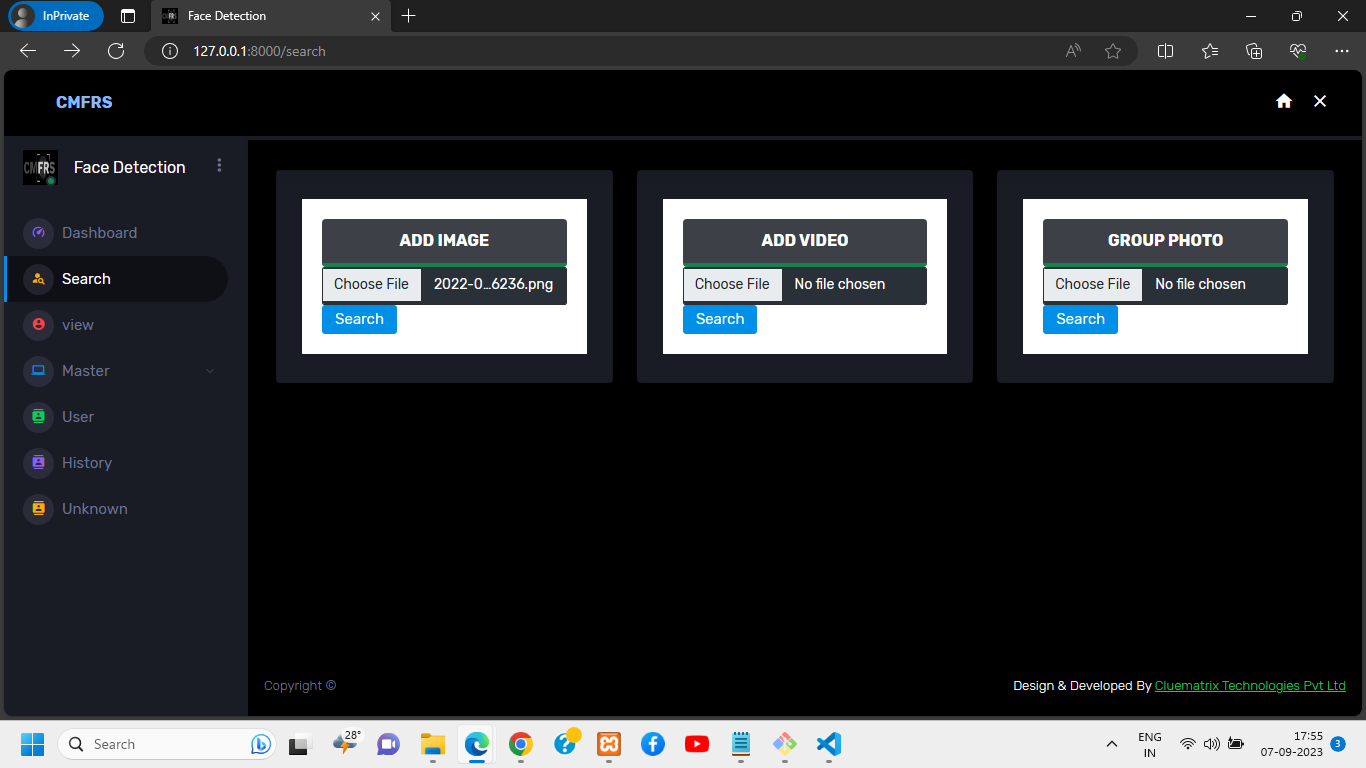 InPrivate
Face Detection
127.0.0.1:8000/search
CMFRS
CMFRS
Face Detection
Dashboard
Search
view
Master
User
History
Unknown
ADD IMAGE
Choose File 2022-0...6236.png
Search
ADD VIDEO
Choose File No file chosen
Search
GROUP PHOTO
Choose File No file chosen
Search
Copyright ©
Design & Developed By Cluematrix Technologies Pvt Ltd
Search
28°
ENG
IN
17:55
07-09-2023
3